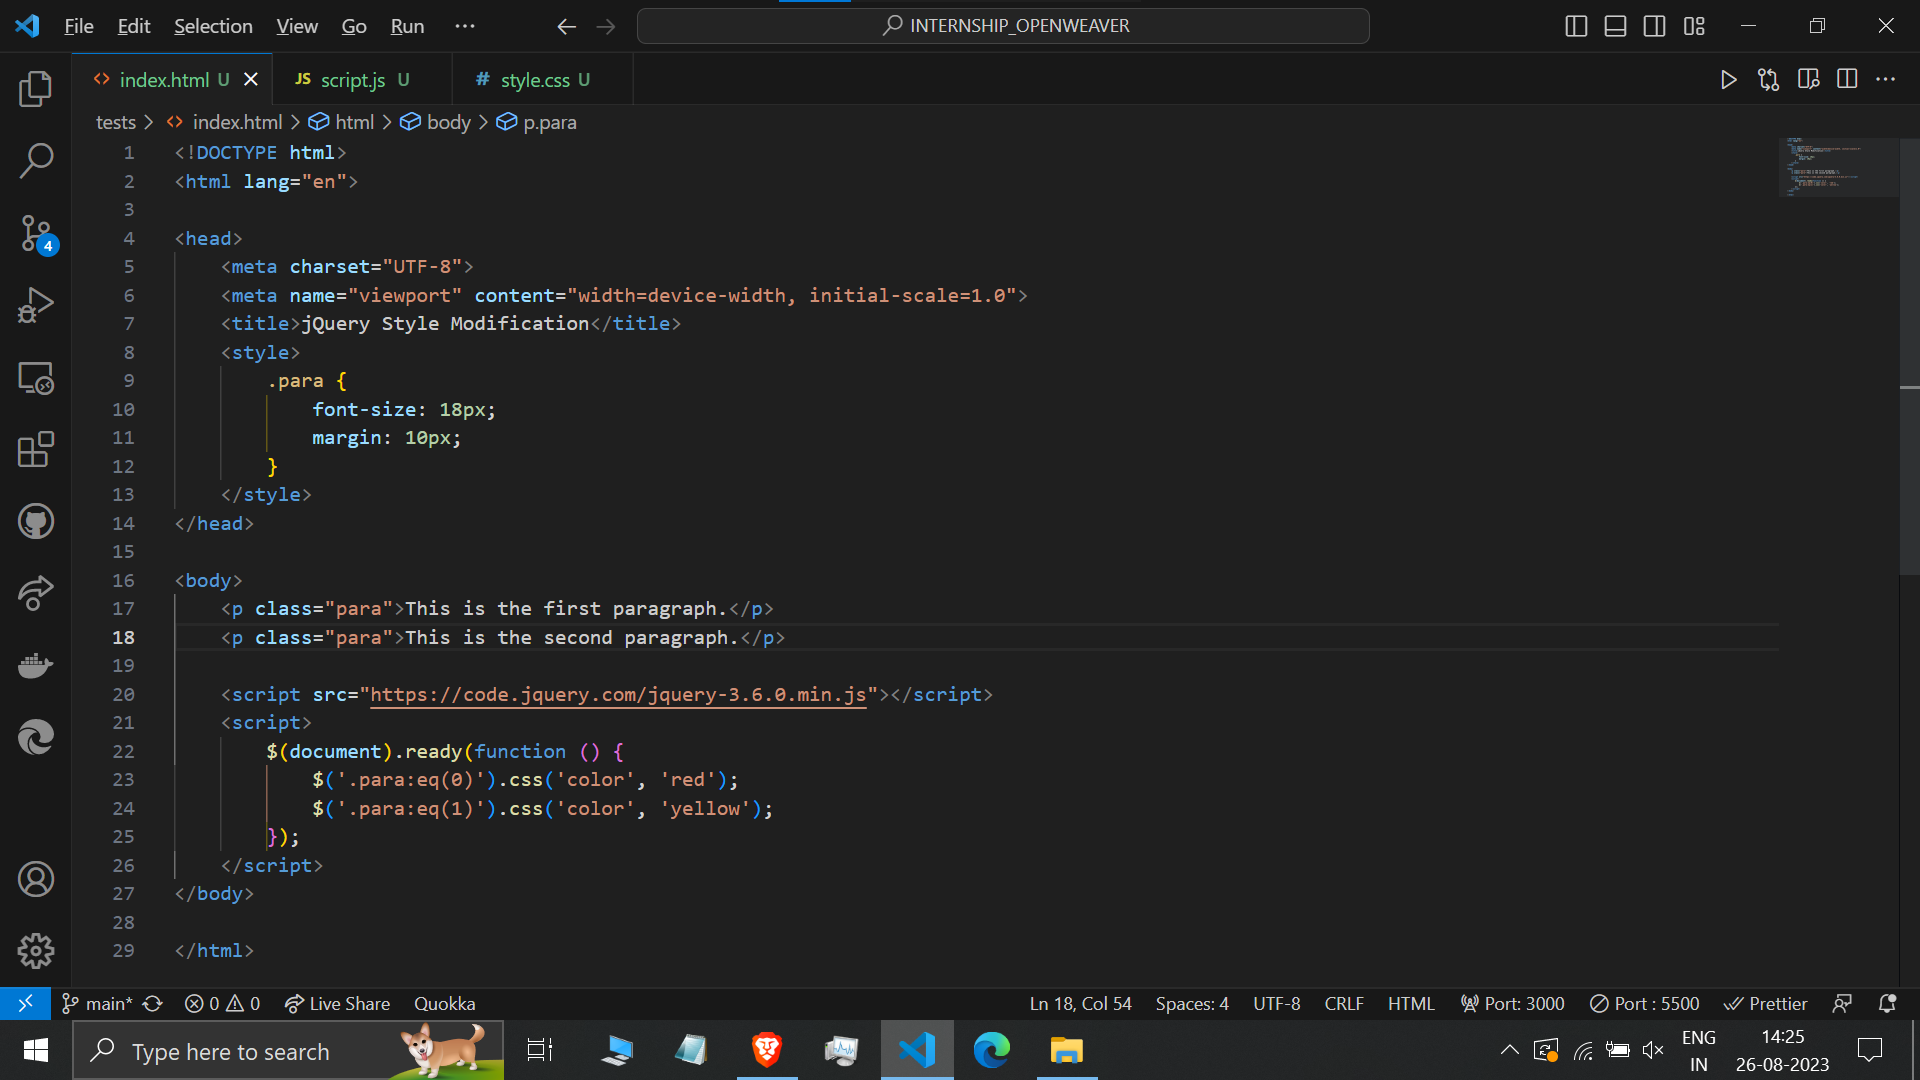 File Edit Selection View Go Run ··· INTERNSHIP_OPENWEAVER
index.html U JS script.js U # style.css U
tests > index.html > html > body > p.para
1 <!DOCTYPE html>
2 <html lang="en">
3
4 <head>
5 <meta charset="UTF-8">
6 <meta name="viewport" content="width=device-width, initial-scale=1.0">
7 <title>jQuery Style Modification</title>
8 <style>
9 .para {
10 font-size: 18px;
11 margin: 10px;
12 }
13 </style>
14 </head>
15
16 <body>
17 <p class="para">This is the first paragraph.</p>
18 <p class="para">This is the second paragraph.</p>
19
20 <script src="https://code.jquery.com/jquery-3.6.0.min.js"></script>
21 <script>
22 $(document).ready(function () {
23 $('.para:eq(0)').css('color', 'red');
24 $('.para:eq(1)').css('color', 'yellow');
25 });
26 </script>
27 </body>
28
29 </html>
4
main* 0 0 Live Share Quokka Ln 18, Col 54 Spaces: 4 UTF-8 CRLF HTML Port: 3000 Port : 5500 Prettier
Type here to search
ENG
IN
14:25
26-08-2023